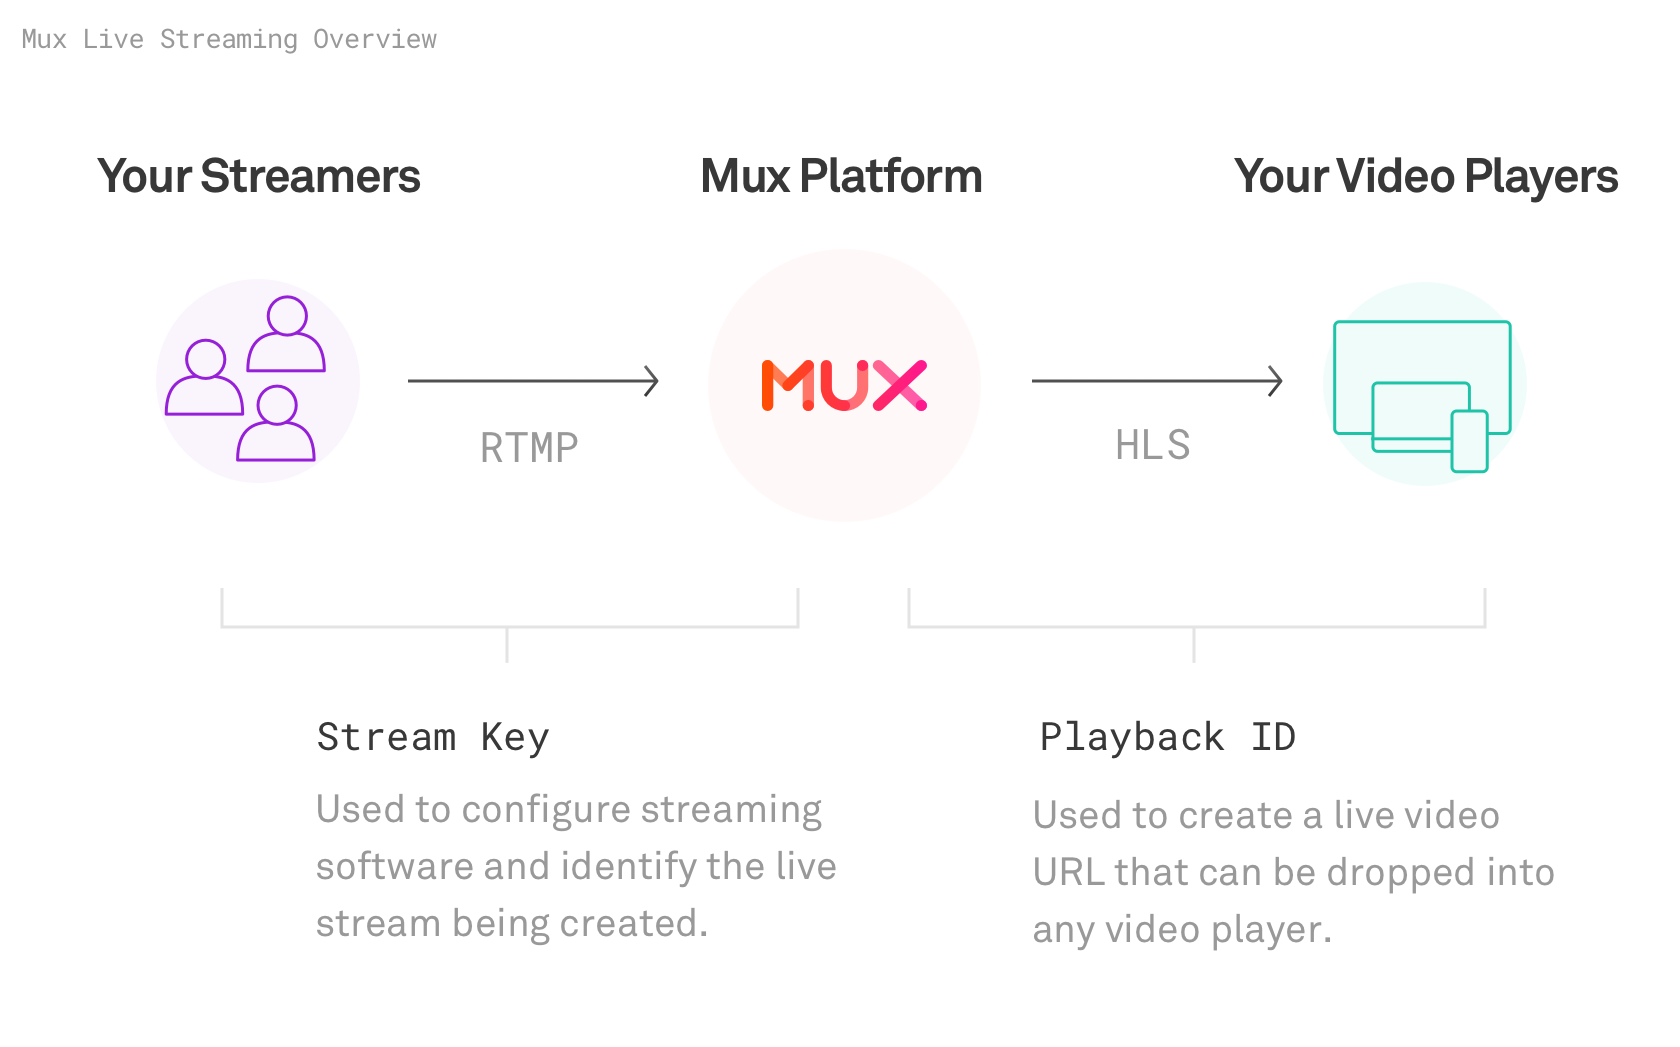 Mux Live Streaming Overview
Your Streamers
Mux Platform
Your Video Players
MUX
RTMP
HLS
Stream Key
Used to configure streaming
software and identify the live
stream being created.
Playback ID
Used to create a live video
URL that can be dropped into
any video player.